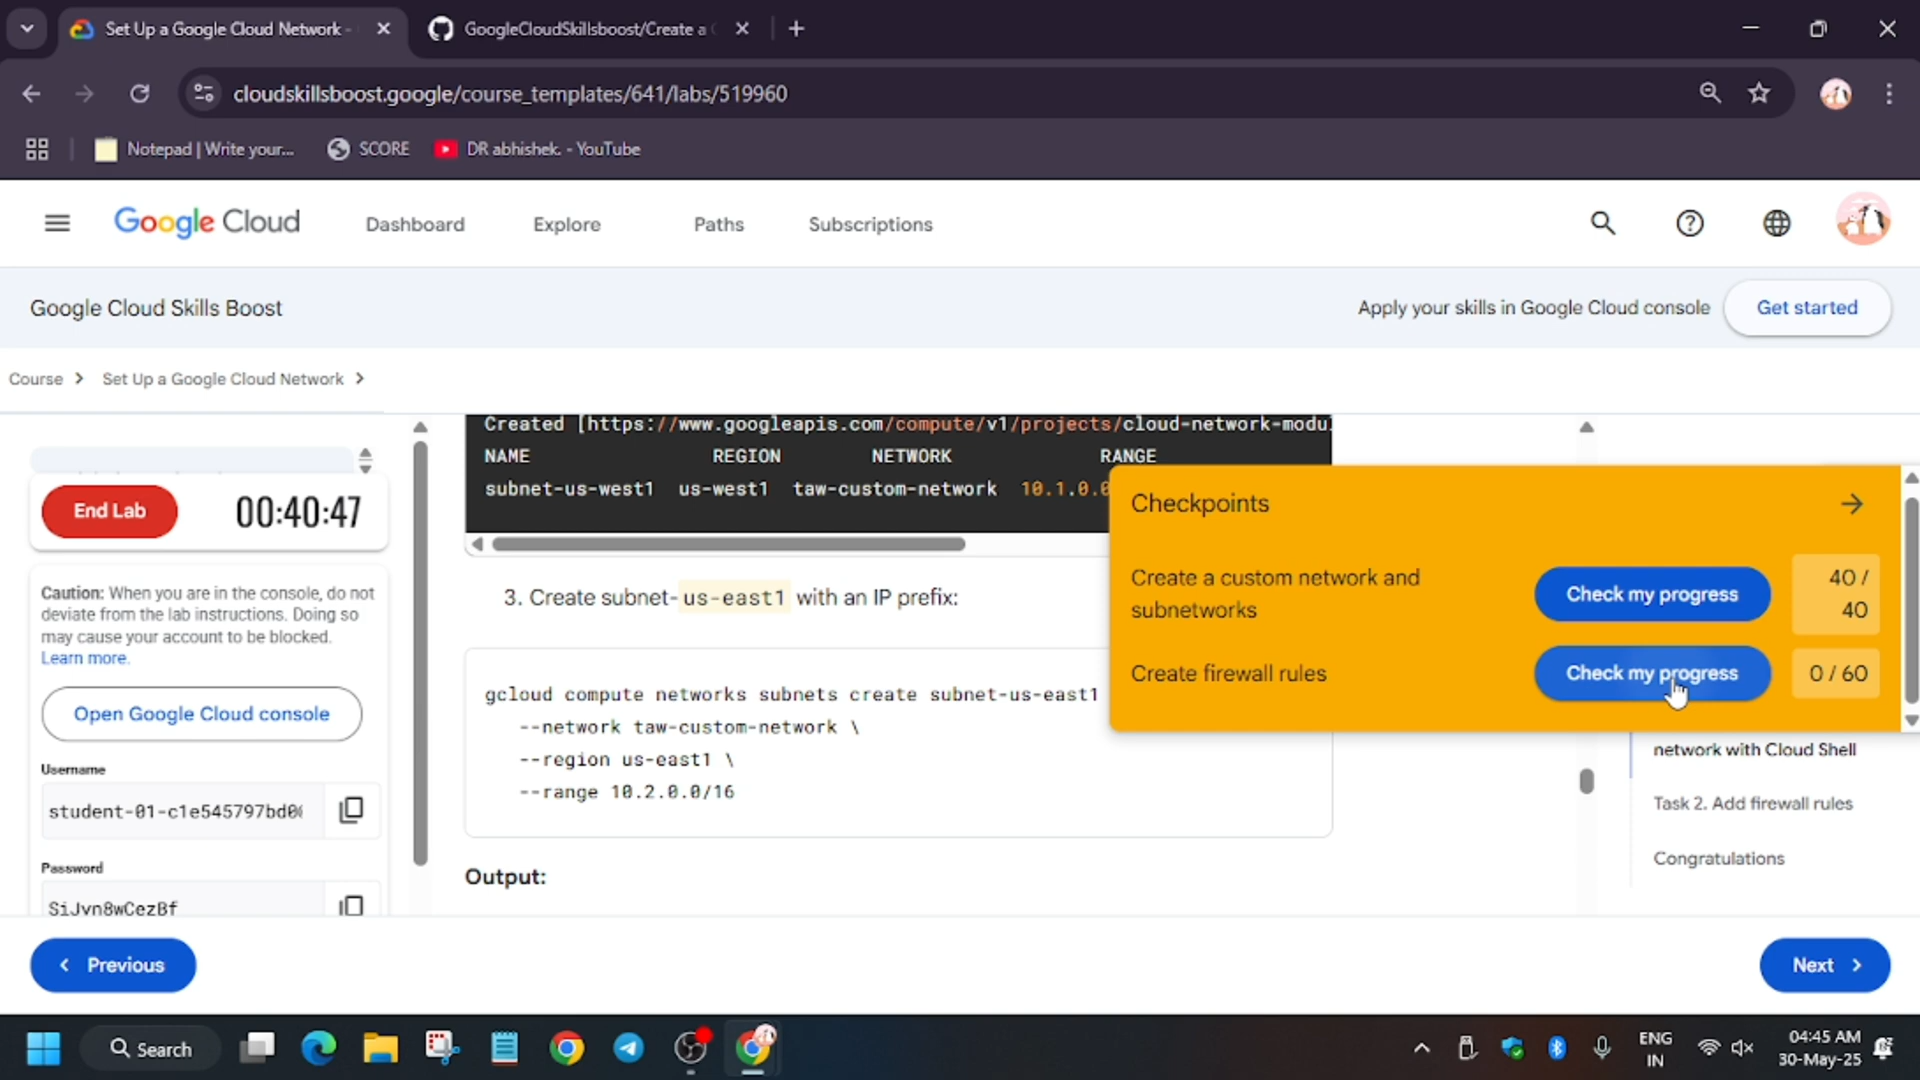 Set Up a Google Cloud Network -
GoogleCloudSkillsboost/Create a
cloudskillsboost.google/course_templates/641/labs/519960
Notepad | Write your...
SCORE
DR abhishek. - YouTube
Google Cloud
Dashboard
Explore
Paths
Subscriptions
Google Cloud Skills Boost
Apply your skills in Google Cloud console
Get started
Course
Set Up a Google Cloud Network
End Lab
00:40:47
Caution: When you are in the console, do not
deviate from the lab instructions. Doing so
may cause your account to be blocked.
Learn more.
Open Google Cloud console
Username
student-01-c1e545797bd0
Password
SiJvn8wCezBf
Created [https://www.googleapis.com/compute/v1/projects/cloud-network-modu
NAME REGION NETWORK RANGE
subnet-us-west1 us-west1 taw-custom-network 10.1.0.0
3. Create subnet-us-east1 with an IP prefix:
gcloud compute networks subnets create subnet-us-east1
--network taw-custom-network \
--region us-east1 \
--range 10.2.0.0/16
Output:
Checkpoints
Create a custom network and
subnetworks
Check my progress
40 /
40
Create firewall rules
Check my progress
0 / 60
network with Cloud Shell
Task 2. Add firewall rules
Congratulations
Previous
Next
Search
ENG
IN
04:45 AM
30-May-25